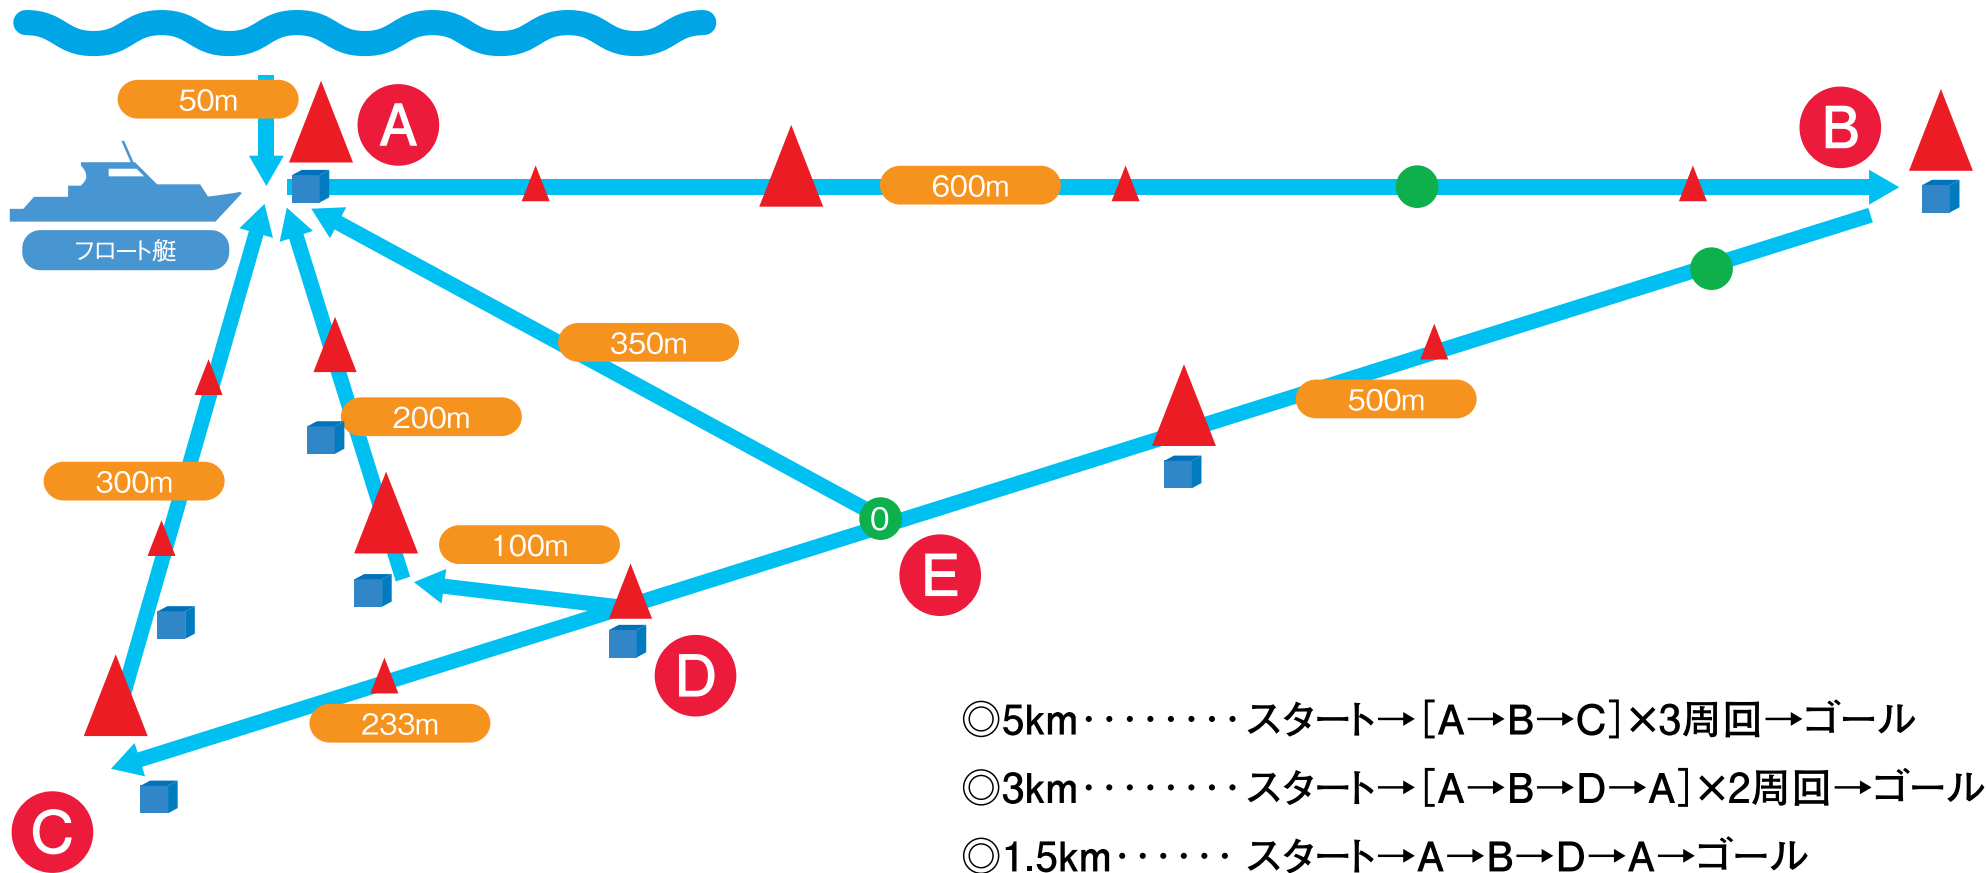 50m
A
B
600m
フロート艇
350m
200m
500m
300m
0
100m
E
D
233m
C
◎5km········スタート→[A→B→C]×3周回→ゴール
◎3km········スタート→[A→B→D→A]×2周回→ゴール
◎1.5km······スタート→A→B→D→A→ゴール